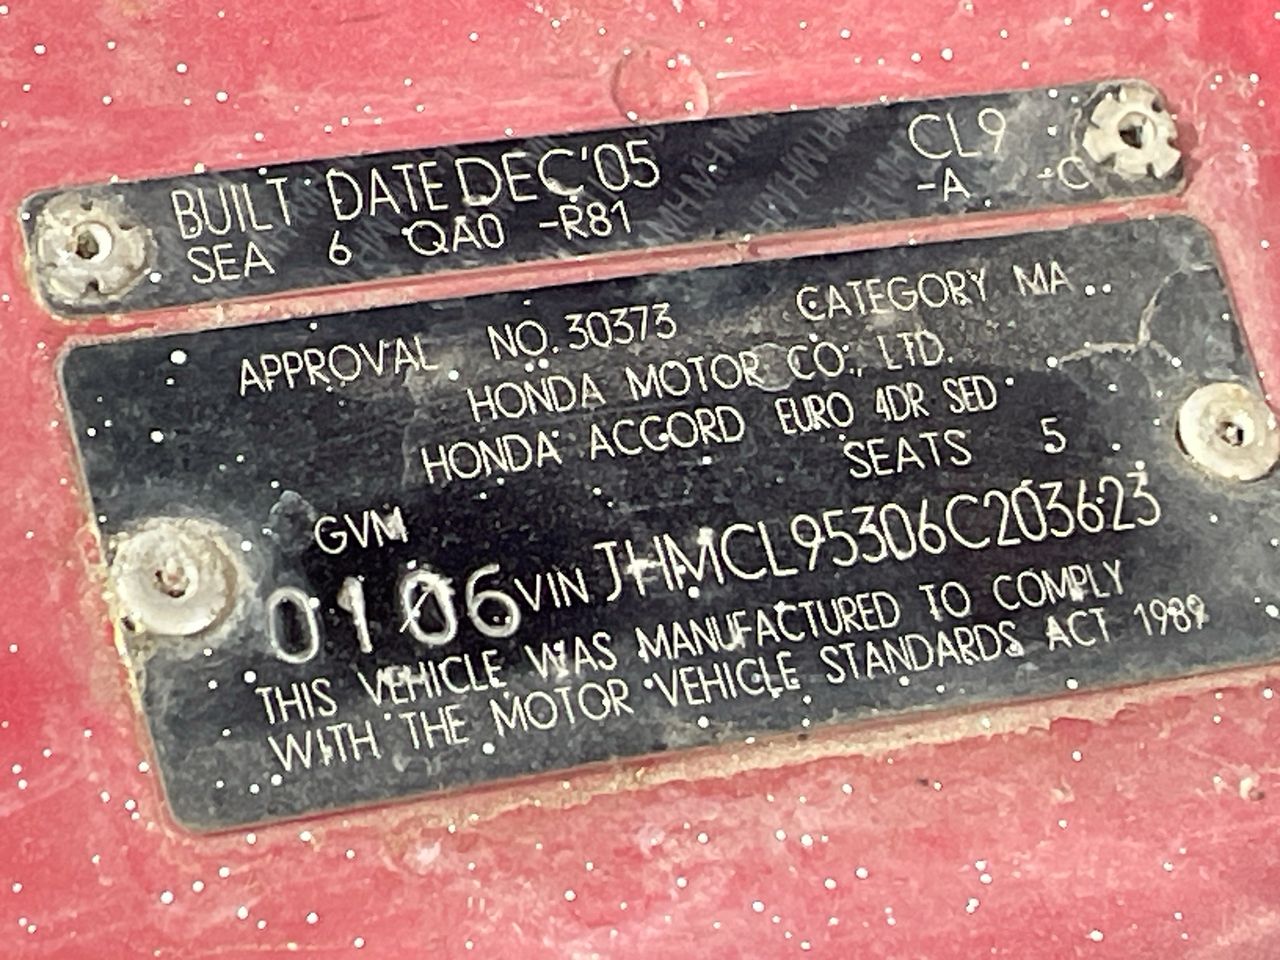 BUILT DATE DEC'05 CL9
SEA 6 QA0 -R81 -A -C
APPROVAL NO. 30373 CATEGORY MA
HONDA MOTOR CO., LTD.
HONDA ACCORD EURO 4DR SED
SEATS 5
GVM
0106 VIN JHMCL95306C203623
THIS VEHICLE WAS MANUFACTURED TO COMPLY
WITH THE MOTOR VEHICLE STANDARDS ACT 1989